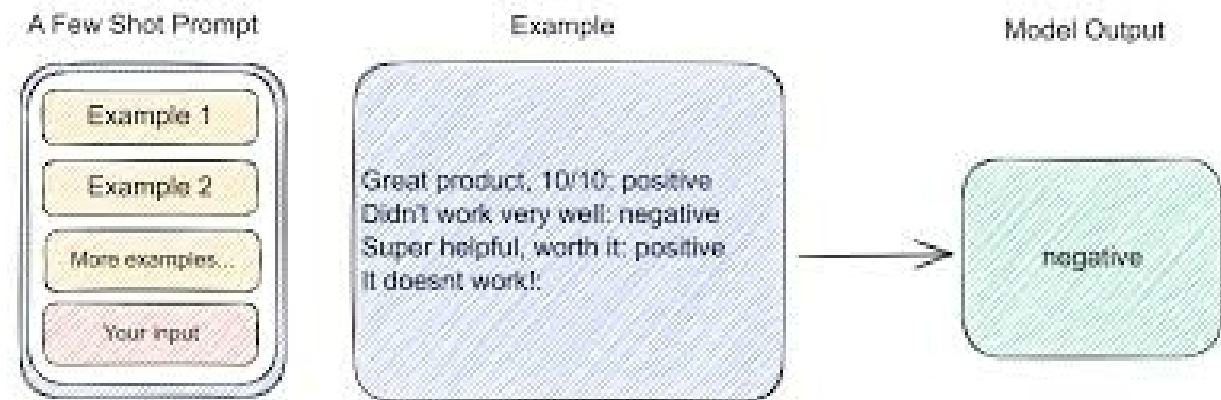 A Few Shot Prompt
Example
Model Output
Example 1
Example 2
More examples...
Your input
Great product, 10/10: positive
Didn't work very well: negative
Super helpful, worth it: positive
It doesnt work!:
negative